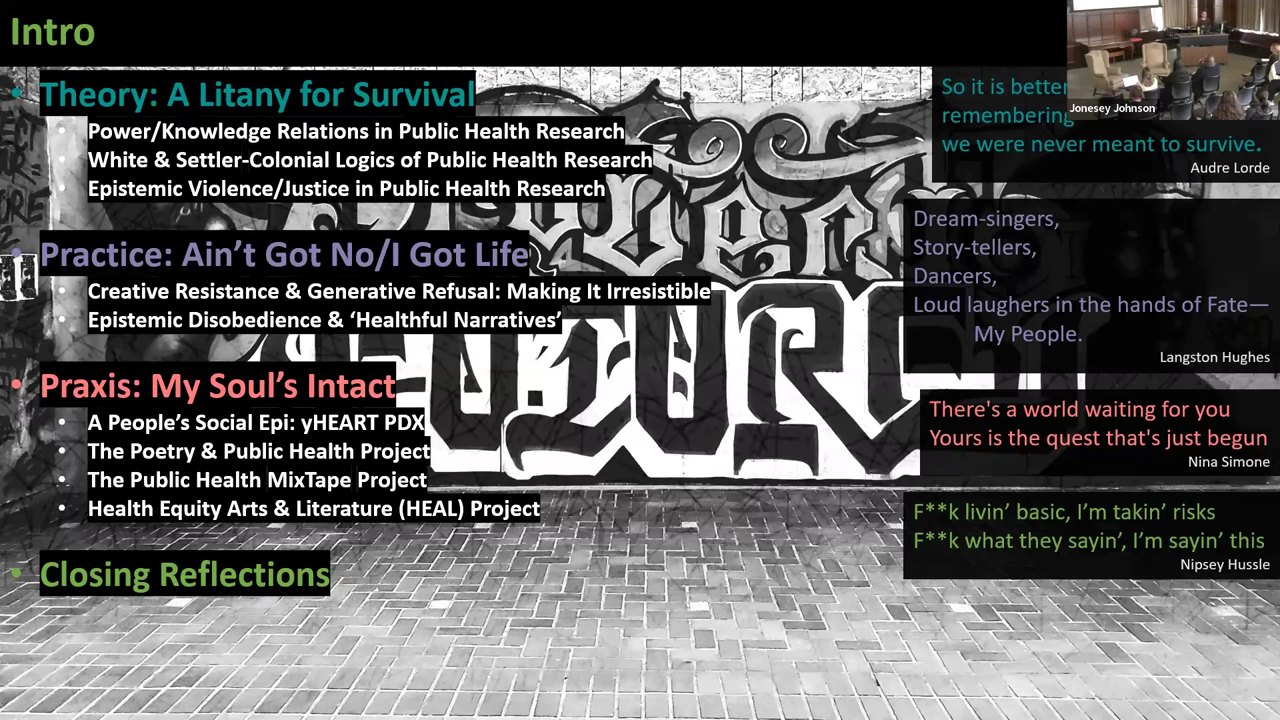 Intro
• Theory: A Litany for Survival
• Power/Knowledge Relations in Public Health Research
• White & Settler-Colonial Logics of Public Health Research
• Epistemic Violence/Justice in Public Health Research
• Practice: Ain't Got No/I Got Life
• Creative Resistance & Generative Refusal: Making It Irresistible
• Epistemic Disobedience & 'Healthful Narratives'
• Praxis: My Soul's Intact
• A People's Social Epi: yHEART PDX
• The Poetry & Public Health Project
• The Public Health MixTape Project
• Health Equity Arts & Literature (HEAL) Project
• Closing Reflections
Jonesey Johnson
So it is better
remembering
we were never meant to survive.
Audre Lorde
Dream-singers,
Story-tellers,
Dancers,
Loud laughers in the hands of Fate—
My People.
Langston Hughes
There's a world waiting for you
Yours is the quest that's just begun
Nina Simone
F**k livin' basic, I'm takin' risks
F**k what they sayin', I'm sayin' this
Nipsey Hussle